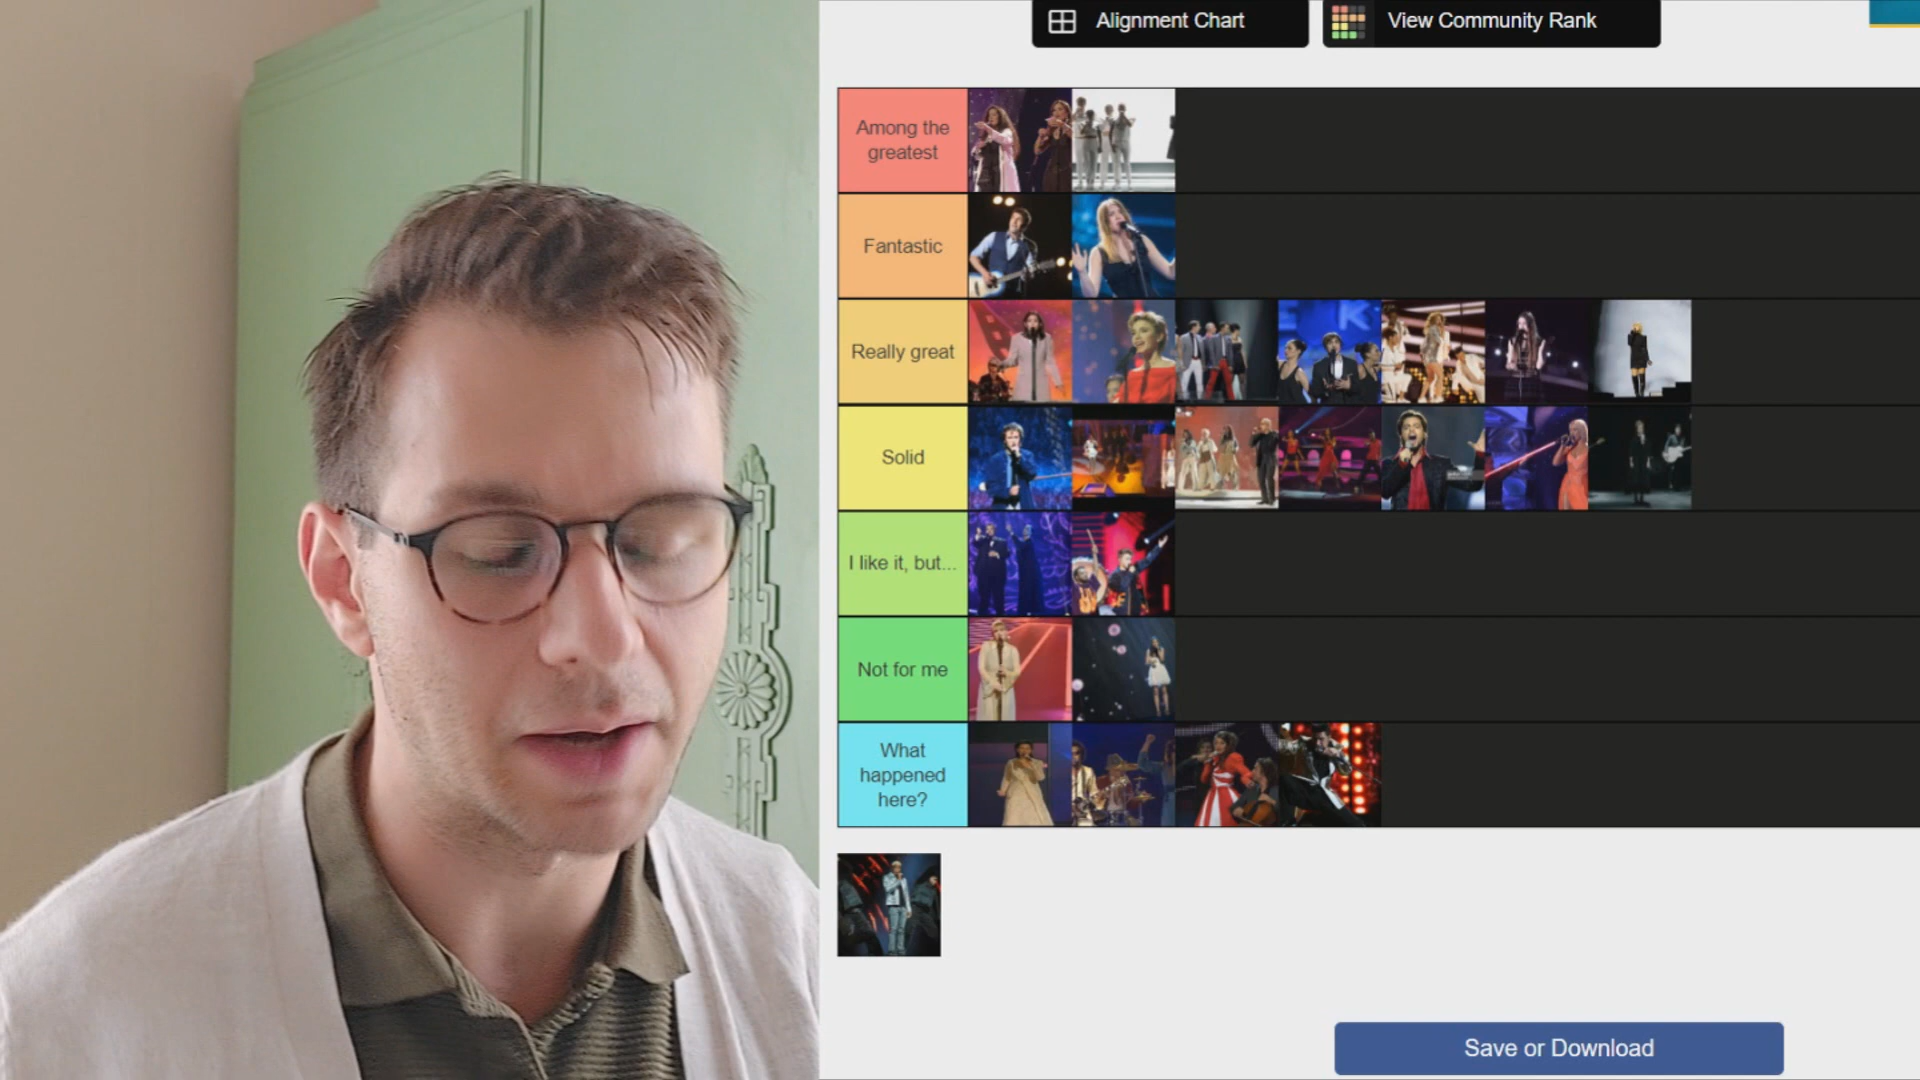 Alignment Chart
View Community Rank
Among the
greatest
Fantastic
Really great
Solid
I like it, but...
Not for me
What
happened
here?
Save or Download